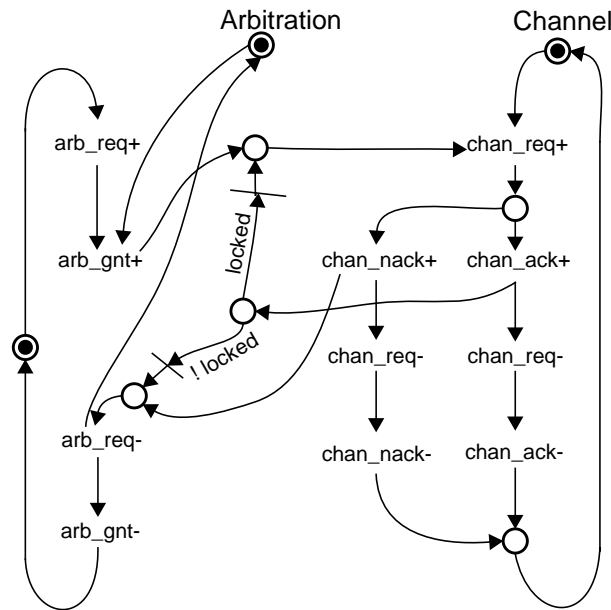 Arbitration
Channel
arb_req+
chan_req+
arb_gnt+
locked
chan_nack+
chan_ack+
! locked
chan_req-
chan_req-
arb_req-
chan_nack-
chan_ack-
arb_gnt-